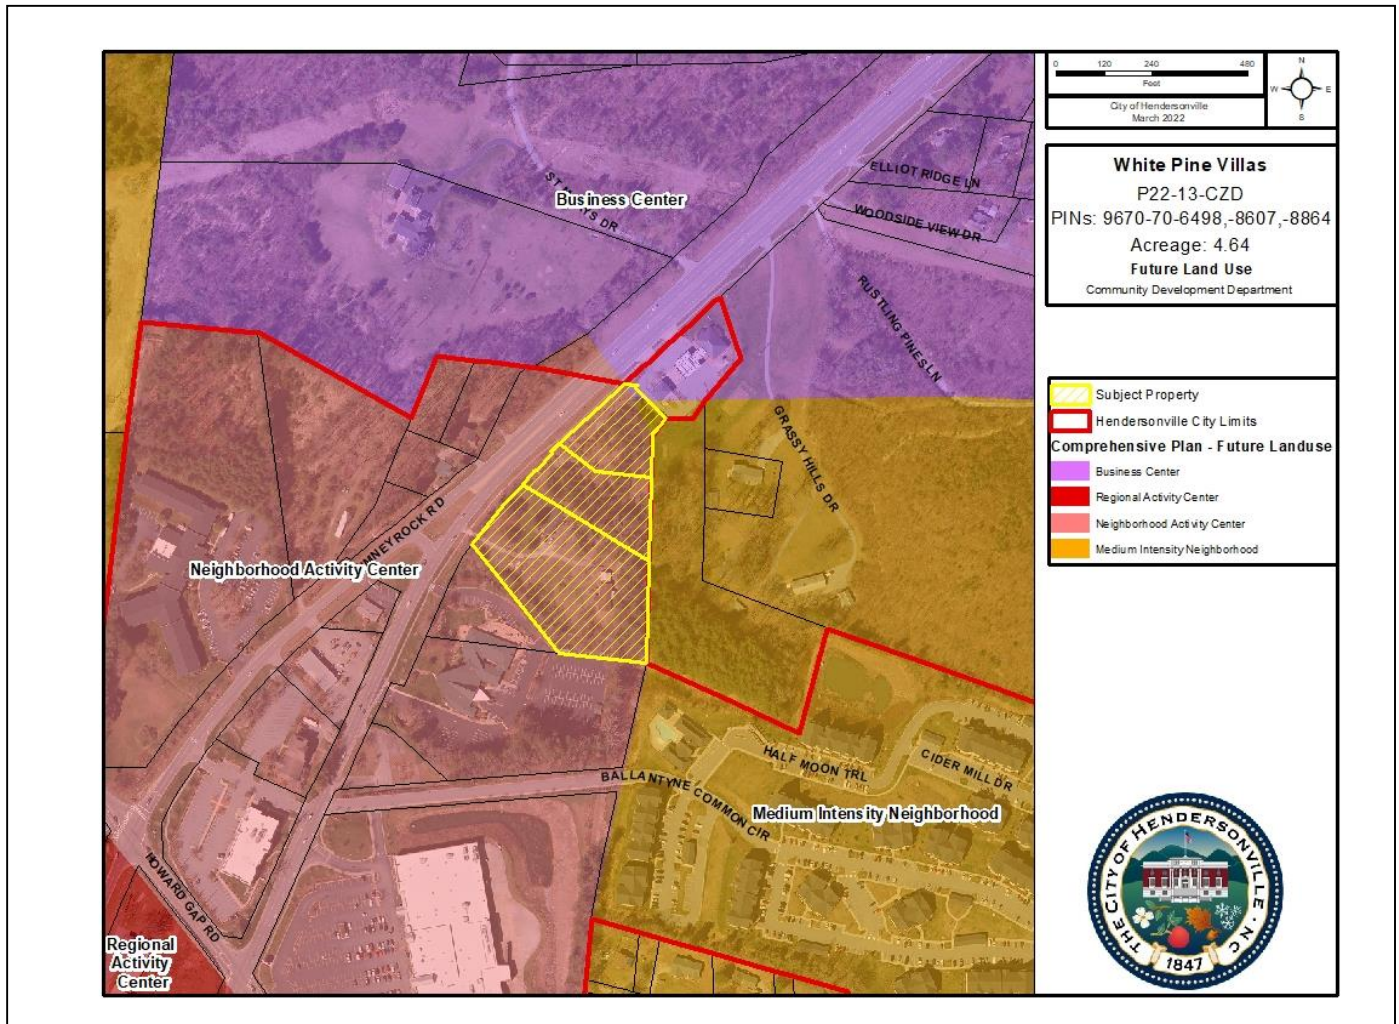 0 120 240 480
Feet
City of Hendersonville
March 2022
N
W E
S
White Pine Villas
P22-13-CZD
PINs: 9670-70-6498,-8607,-8864
Acreage: 4.64
Future Land Use
Community Development Department
Subject Property
Hendersonville City Limits
Comprehensive Plan - Future Landuse
Business Center
Regional Activity Center
Neighborhood Activity Center
Medium Intensity Neighborhood
ELLIOT RIDGE LN
Business Center
WOODSIDE VIEW DR
RUSTLING PINES LN
GRASSY HILLS DR
Neighborhood Activity Center
HALF MOON TRL
CIDER MILL DR
BALLANTYNE COMMON CIR
Medium Intensity Neighborhood
HOWARD GAP RD
Regional
Activity
Center
THE CITY OF HENDERSONVILLE · NC
1847